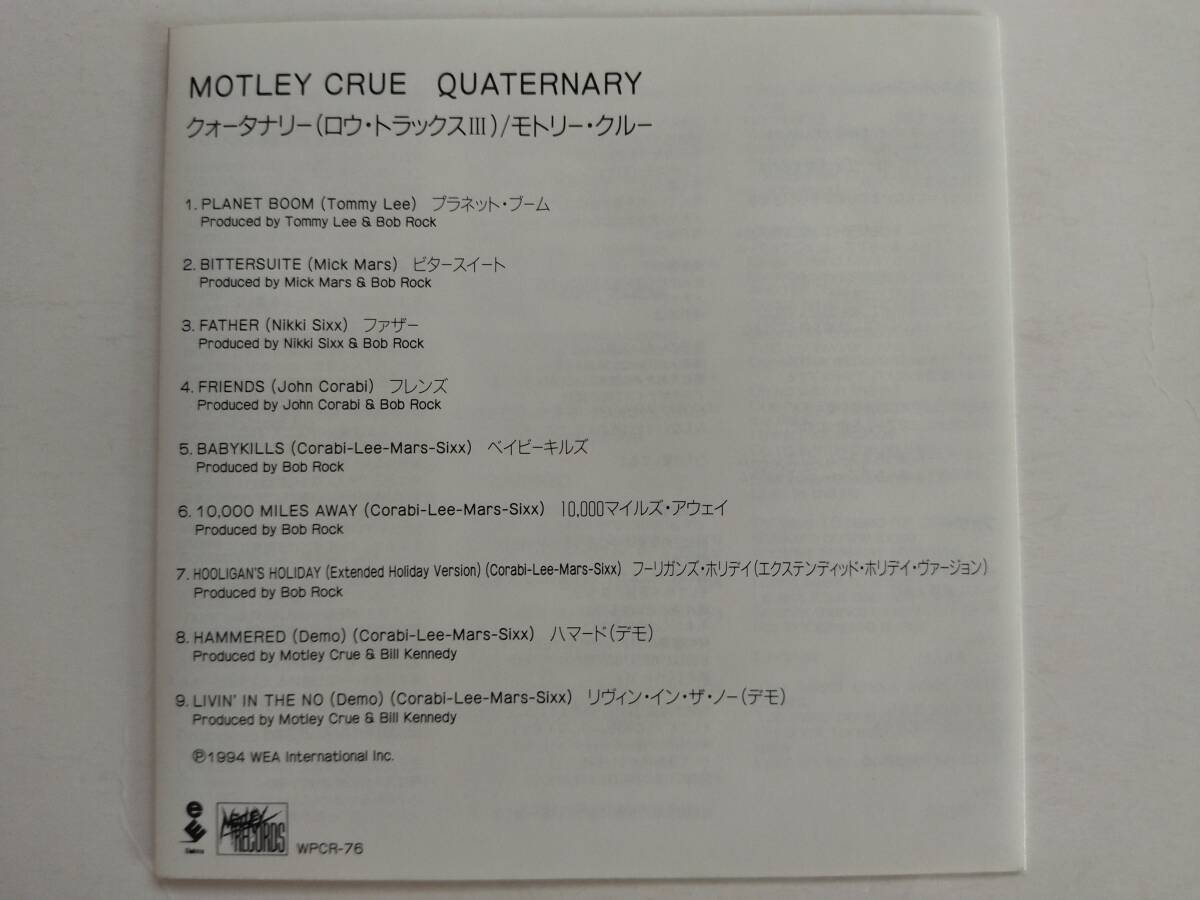 MOTLEY CRUE QUATERNARY
クォータナリー(ロウ・トラックスIII)/モトリー・クルー
1. PLANET BOOM (Tommy Lee) プラネット・ブーム
Produced by Tommy Lee & Bob Rock
2. BITTERSUITE (Mick Mars) ビタースイート
Produced by Mick Mars & Bob Rock
3. FATHER (Nikki Sixx) ファザー
Produced by Nikki Sixx & Bob Rock
4. FRIENDS (John Corabi) フレンズ
Produced by John Corabi & Bob Rock
5. BABYKILLS (Corabi-Lee-Mars-Sixx) ベイビーキルズ
Produced by Bob Rock
6. 10,000 MILES AWAY (Corabi-Lee-Mars-Sixx) 10,000マイルズ・アウェイ
Produced by Bob Rock
7. HOOLIGAN'S HOLIDAY (Extended Holiday Version) (Corabi-Lee-Mars-Sixx) フーリガンズ・ホリデイ(エクステンディッド・ホリデイ・ヴァージョン)
Produced by Bob Rock
8. HAMMERED (Demo) (Corabi-Lee-Mars-Sixx) ハマード(デモ)
Produced by Motley Crue & Bill Kennedy
9. LIVIN' IN THE NO (Demo) (Corabi-Lee-Mars-Sixx) リヴィン・イン・ザ・ノー(デモ)
Produced by Motley Crue & Bill Kennedy
℗1994 WEA International Inc.
Elektra
MÖTLEY RECORDS
WPCR-76